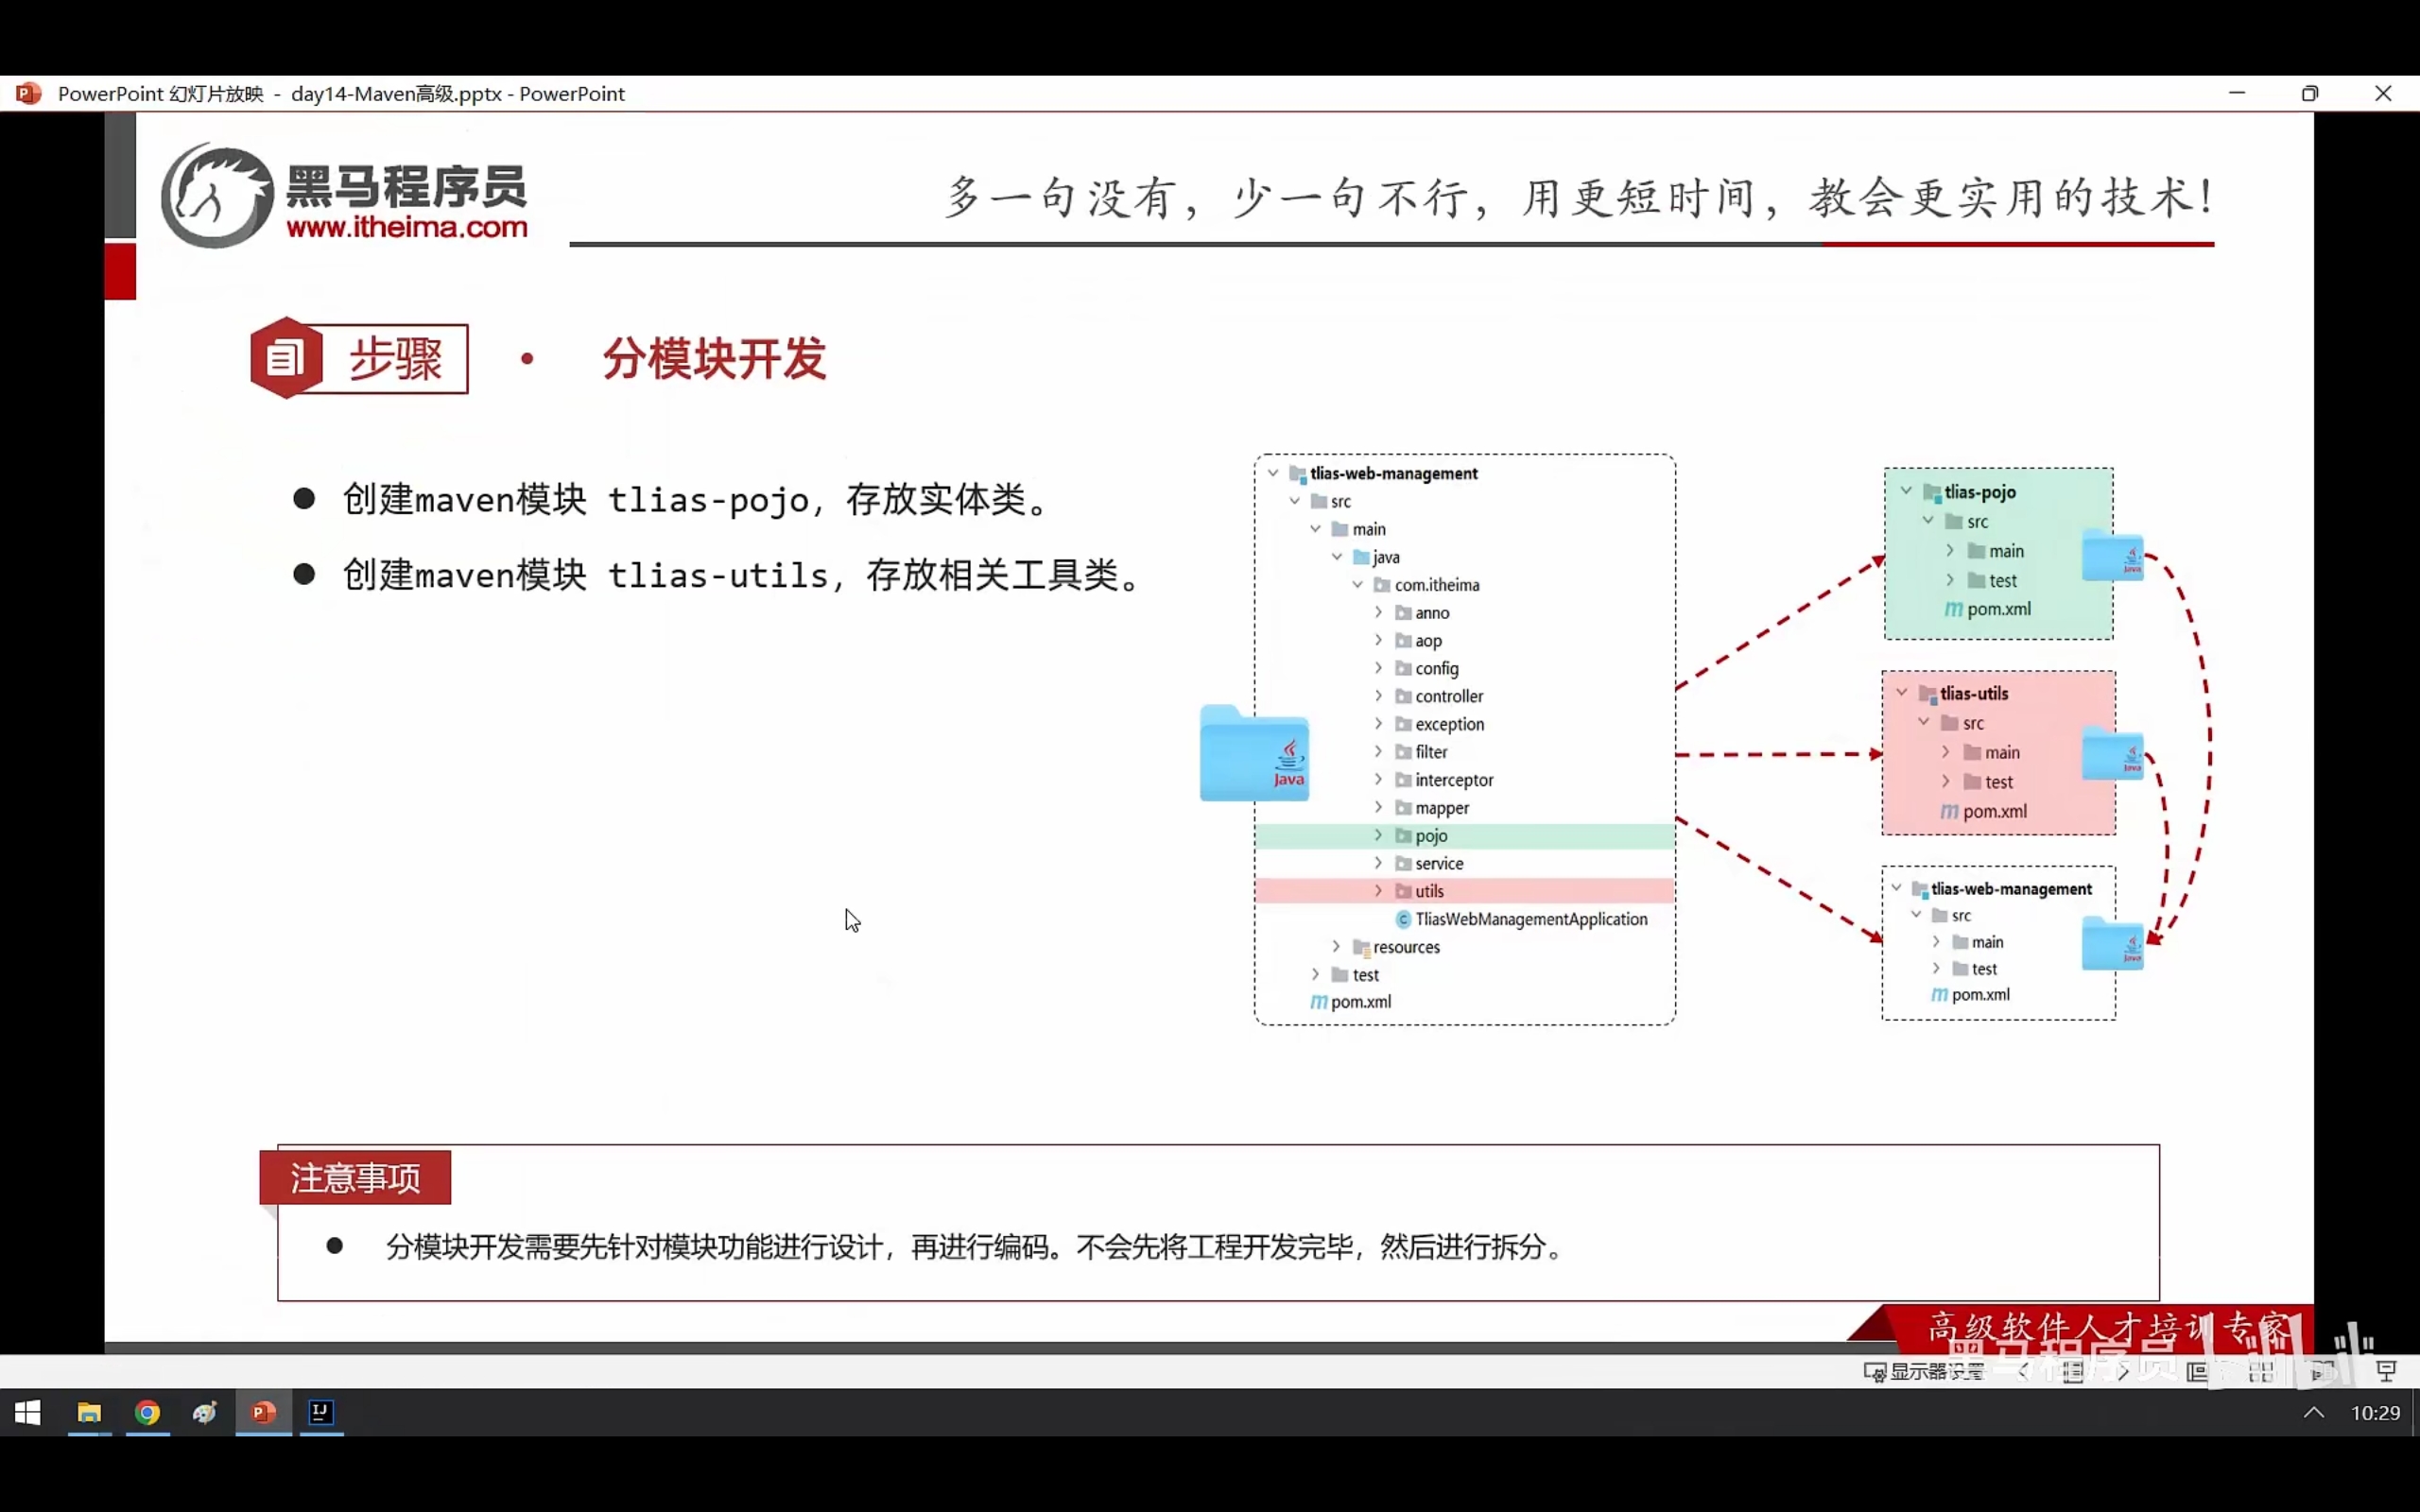 PowerPoint 幻灯片放映 - day14-Maven高级.pptx - PowerPoint
黑马程序员
www.itheima.com
多一句没有，少一句不行，用更短时间，教会更实用的技术！
步骤
• 分模块开发
● 创建maven模块 tlias-pojo，存放实体类。
● 创建maven模块 tlias-utils，存放相关工具类。
tlias-web-management
src
main
java
com.itheima
anno
aop
config
controller
exception
filter
interceptor
mapper
pojo
service
utils
TliasWebManagementApplication
resources
test
pom.xml
Java
tlias-pojo
src
main
test
pom.xml
Java
tlias-utils
src
main
test
pom.xml
Java
tlias-web-management
src
main
test
pom.xml
Java
注意事项
● 分模块开发需要先针对模块功能进行设计，再进行编码。不会先将工程开发完毕，然后进行拆分。
高级软件人才培训专家
黑马程序员
显示器设置
10:29